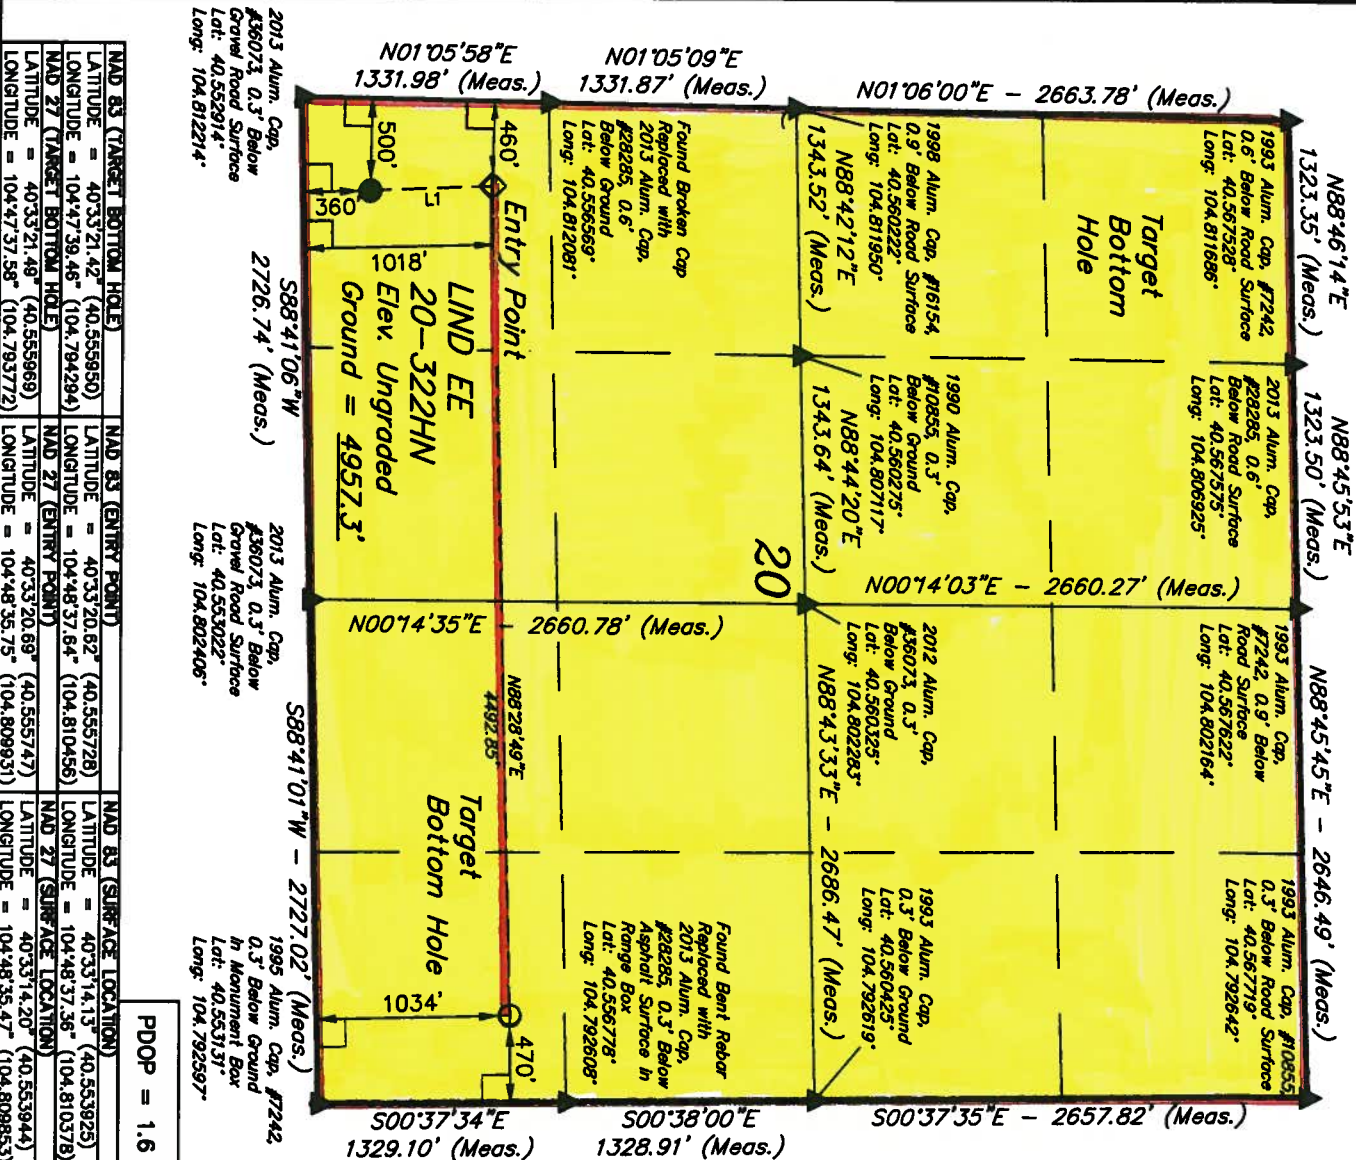 N88°46'14"E
1323.35' (Meas.)
N88°45'53"E
1323.50' (Meas.)
N88°45'45"E - 2646.49' (Meas.)
N01°06'00"E - 2663.78' (Meas.)
N01°05'09"E
1331.87' (Meas.)
N01°05'58"E
1331.98' (Meas.)
1993 Alum. Cap, #7242,
0.6' Below Road Surface
Lat: 40.567528°
Long: 104.811686°
Target
Bottom
Hole
2013 Alum. Cap,
#28285, 0.6'
Below Road Surface
Lat: 40.567575°
Long: 104.806925°
1993 Alum. Cap,
#7242, 0.9' Below
Road Surface
Lat: 40.567622°
Long: 104.802164°
1993 Alum. Cap, #10855,
0.3' Below Road Surface
Lat: 40.567719°
Long: 104.792642°
1998 Alum. Cap, #16154,
0.9' Below Road Surface
Lat: 40.560222°
Long: 104.811950°
N88°42'12"E
1343.52' (Meas.)
1990 Alum. Cap,
#10855, 0.3'
Below Ground
Lat: 40.560275°
Long: 104.807117°
N88°44'20"E
1343.64' (Meas.)
N00°14'03"E - 2660.27' (Meas.)
20
2012 Alum. Cap,
#36073, 0.3'
Below Ground
Lat: 40.560325°
Long: 104.802283°
N88°43'33"E - 2686.47' (Meas.)
1993 Alum. Cap,
0.3' Below Ground
Lat: 40.560425°
Long: 104.792619°
S00°37'35"E - 2657.82' (Meas.)
Found Broken Cap
Replaced with
2013 Alum. Cap,
#28285, 0.6'
Below Ground
Lat: 40.556569°
Long: 104.812081°
Found Bent Rebar
Replaced with
2013 Alum. Cap,
#28285, 0.3' Below
Asphalt Surface in
Range Box
Lat: 40.556778°
Long: 104.792608°
S00°38'00"E
1328.91' (Meas.)
S00°37'34"E
1329.10' (Meas.)
N00°14'35"E - 2660.78' (Meas.)
Entry Point
460'
500'
L1
360'
1018'
LIND EE
20-322HN
Elev. Ungraded
Ground = 4957.3'
N88°28'49"E
4492.85'
Target
Bottom Hole
470'
1034'
S88°41'06"W
2726.74' (Meas.)
S88°41'01"W - 2727.02' (Meas.)
2013 Alum. Cap,
#36073, 0.3' Below
Gravel Road Surface
Lat: 40.552914°
Long: 104.812214°
2013 Alum. Cap,
#36073, 0.3' Below
Gravel Road Surface
Lat: 40.553022°
Long: 104.802406°
1995 Alum. Cap, #7242,
0.3' Below Ground
in Monument Box
Lat: 40.553131°
Long: 104.792597°
PDOP = 1.6
NAD 83 (TARGET BOTTOM HOLE)
LATITUDE = 40°33'21.42" (40.555950)
LONGITUDE = 104°47'39.46" (104.794294)
NAD 27 (TARGET BOTTOM HOLE)
LATITUDE = 40°33'21.49" (40.555969)
LONGITUDE = 104°47'37.58" (104.793772)
NAD 83 (ENTRY POINT)
LATITUDE = 40°33'20.62" (40.555728)
LONGITUDE = 104°48'37.64" (104.810456)
NAD 27 (ENTRY POINT)
LATITUDE = 40°33'20.69" (40.555747)
LONGITUDE = 104°48'35.75" (104.809931)
NAD 83 (SURFACE LOCATION)
LATITUDE = 40°33'14.13" (40.553925)
LONGITUDE = 104°48'37.36" (104.810378)
NAD 27 (SURFACE LOCATION)
LATITUDE = 40°33'14.20" (40.553944)
LONGITUDE = 104°48'35.47" (104.809853)